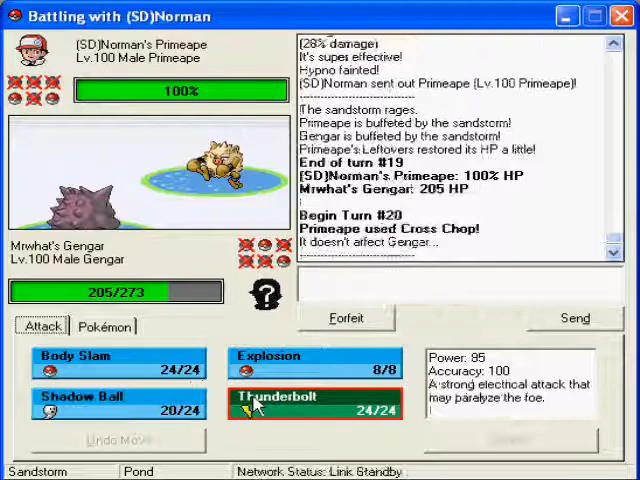 Battling with (SD)Norman
(SD)Norman's Primeape
Lv.100 Male Primeape
100%
Mrwhat's Gengar
Lv.100 Male Gengar
205/273
(28% damage)
It's super effective!
Hypno fainted!
(SD)Norman sent out Primeape (Lv.100 Primeape)!
The sandstorm rages.
Primeape is buffeted by the sandstorm!
Gengar is buffeted by the sandstorm!
Primeape's Leftovers restored its HP a little!
End of turn #19
(SD)Norman's Primeape: 100% HP
Mrwhat's Gengar: 205 HP
Begin Turn #20
Primeape used Cross Chop!
It doesn't affect Gengar...
Forfeit
Send
Attack
Pokémon
Body Slam
24/24
Explosion
8/8
Shadow Ball
20/24
Thunderbolt
24/24
Power: 95
Accuracy: 100
A strong electrical attack that
may paralyze the foe.
Undo Move
Sandstorm
Pond
Network Status: Link Standby